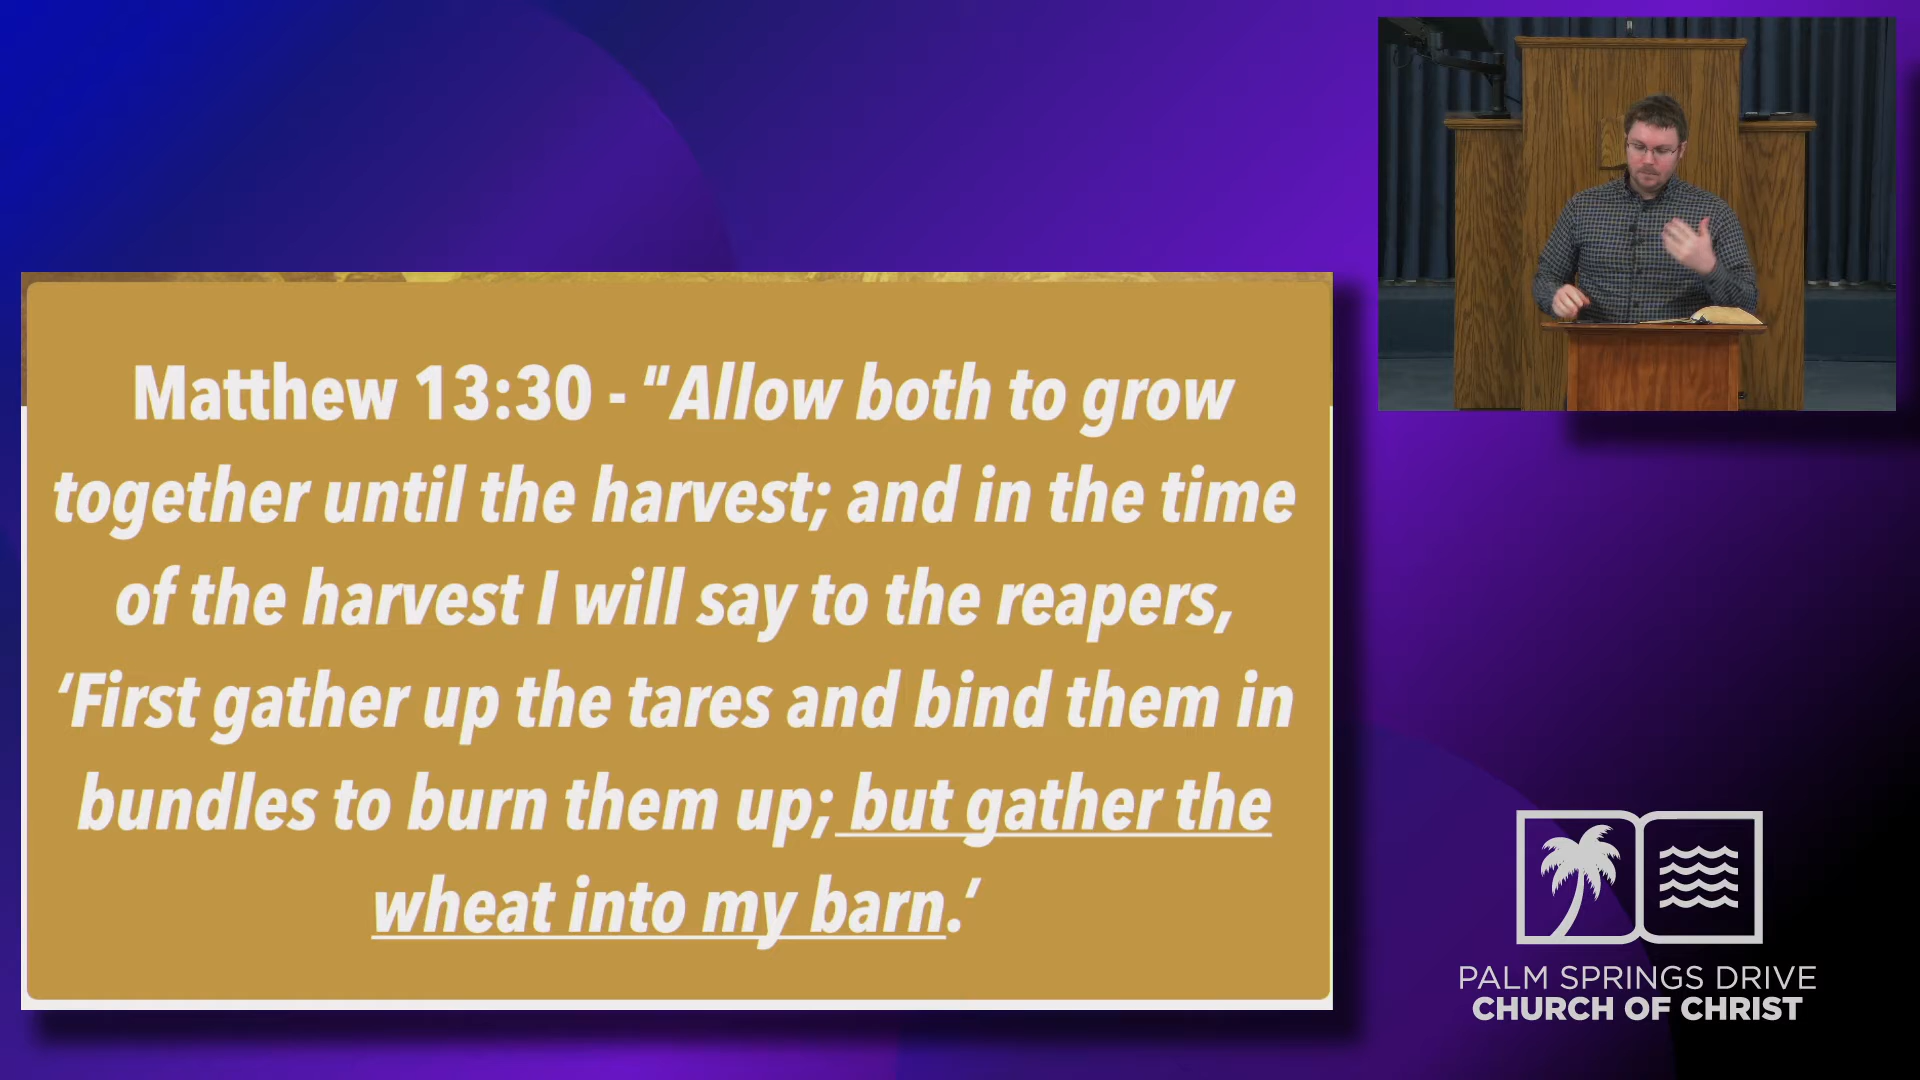 Matthew 13:30 - "Allow both to grow
together until the harvest; and in the time
of the harvest I will say to the reapers,
‘First gather up the tares and bind them in
bundles to burn them up; but gather the
wheat into my barn.’
PALM SPRINGS DRIVE
CHURCH OF CHRIST